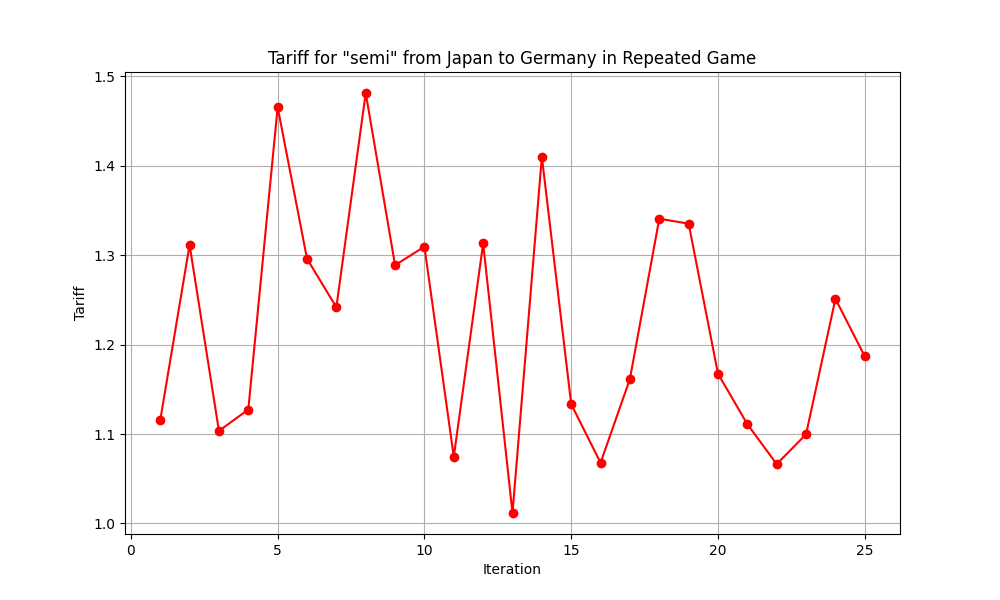 Tariff for "semi" from Japan to Germany in Repeated Game
1.5
1.4
1.3
1.2
1.1
1.0
Tariff
0 5 10 15 20 25
Iteration